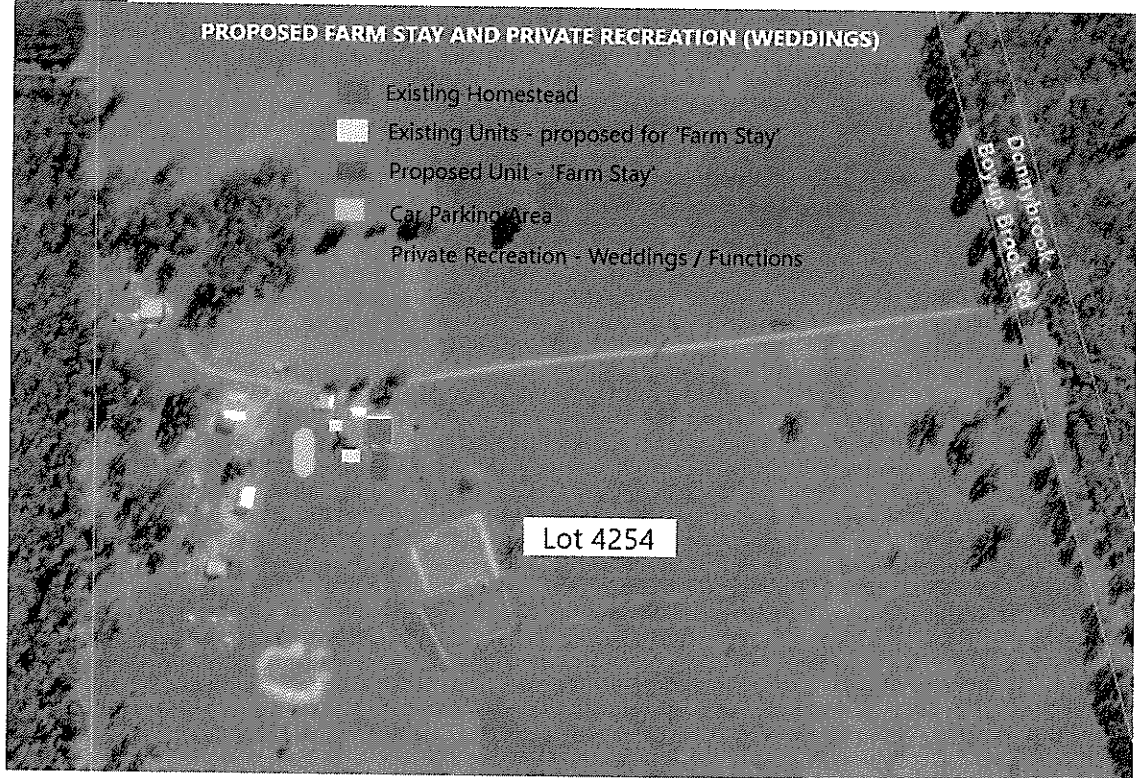 PROPOSED FARM STAY AND PRIVATE RECREATION (WEDDINGS)
Existing Homestead
Existing Units - proposed for 'Farm Stay'
Proposed Unit - 'Farm Stay'
Car Parking Area
Private Recreation - Weddings / Functions
Donnybrook -
Boyup Brook Rd
Lot 4254